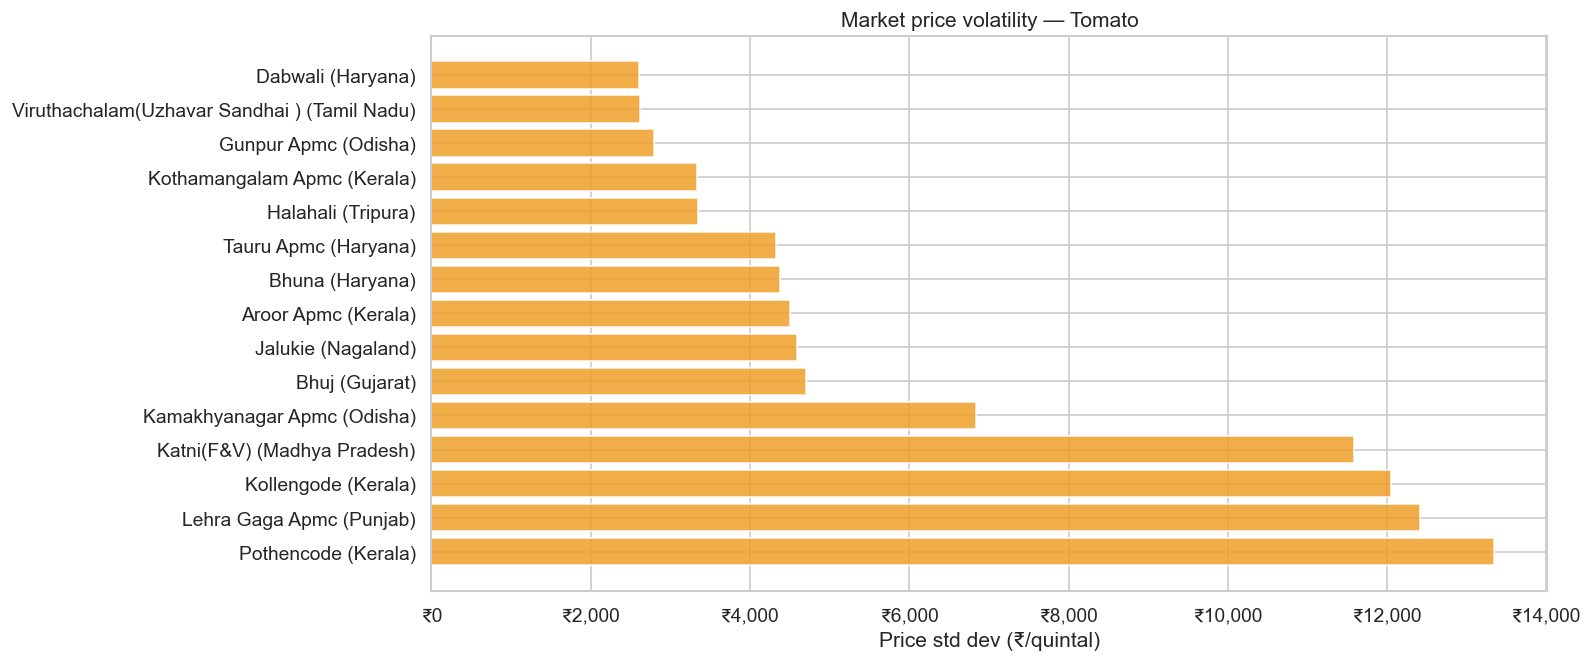 Market price volatility — Tomato
Dabwali (Haryana)
Viruthachalam(Uzhavar Sandhai ) (Tamil Nadu)
Gunpur Apmc (Odisha)
Kothamangalam Apmc (Kerala)
Halahali (Tripura)
Tauru Apmc (Haryana)
Bhuna (Haryana)
Aroor Apmc (Kerala)
Jalukie (Nagaland)
Bhuj (Gujarat)
Kamakhyanagar Apmc (Odisha)
Katni(F&V) (Madhya Pradesh)
Kollengode (Kerala)
Lehra Gaga Apmc (Punjab)
Pothencode (Kerala)
₹0 ₹2,000 ₹4,000 ₹6,000 ₹8,000 ₹10,000 ₹12,000 ₹14,000
Price std dev (₹/quintal)